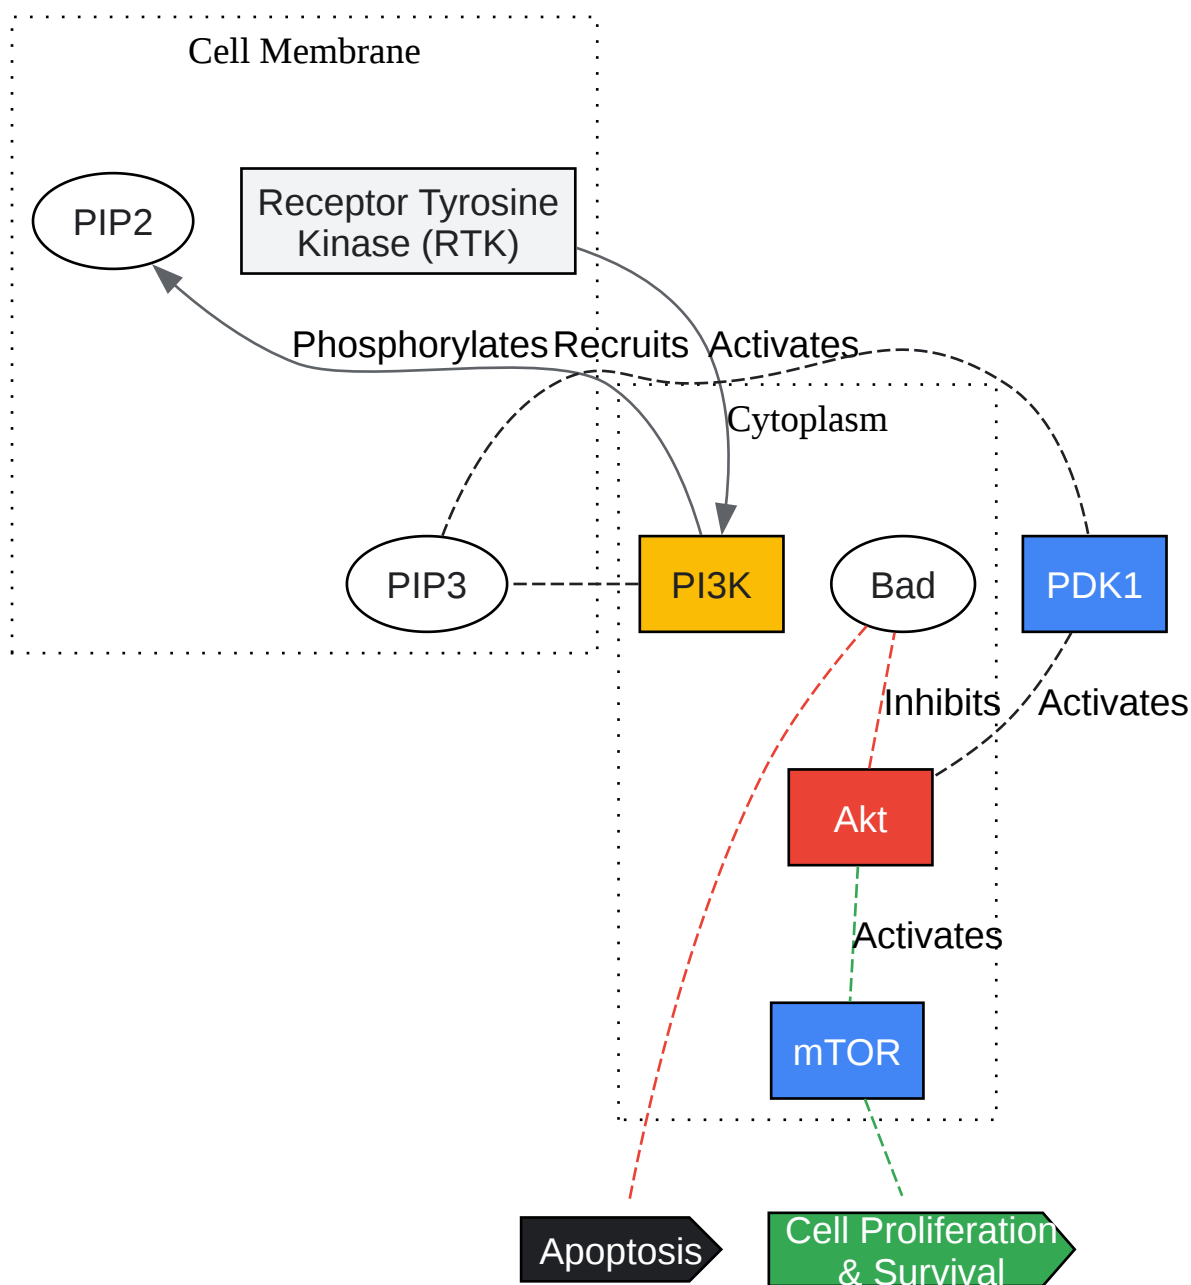 Cell Membrane
PIP2
Receptor Tyrosine
Kinase (RTK)
Phosphorylates
Recruits
Activates
Cytoplasm
PIP3
PI3K
Bad
PDK1
Inhibits
Activates
Akt
Activates
mTOR
Apoptosis
Cell Proliferation
& Survival